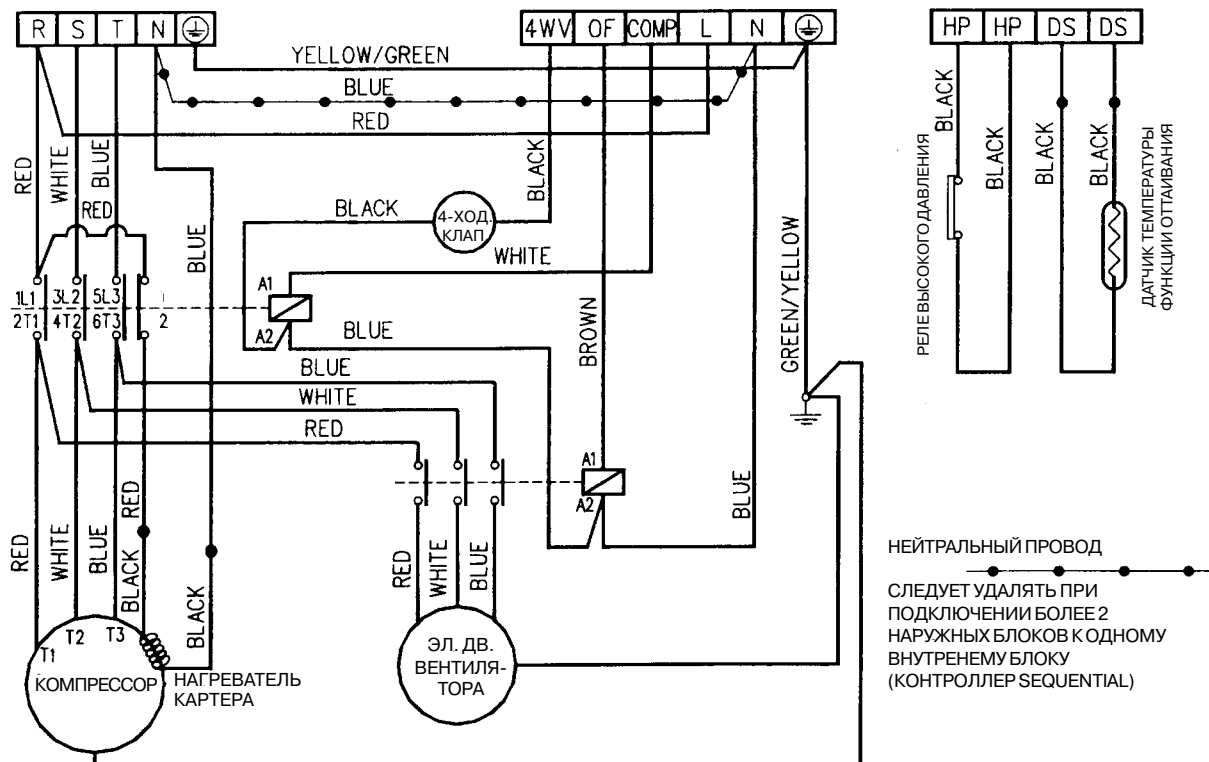 R S T N
4WV OF COMP L N
HP HP DS DS
YELLOW/GREEN
BLUE
RED
RED
WHITE
BLUE
RED
BLUE
BLACK
BLACK
4-ХОД.
КЛАП
WHITE
1L1 3L2 5L3 1
2T1 4T2 6T3 2
A1
A2
BLUE
BLUE
WHITE
RED
BROWN
GREEN/YELLOW
A1
A2
BLUE
RED
WHITE
BLUE
BLACK
RED
BLACK
RED
WHITE
BLUE
T1
T2
T3
КОМПРЕССОР
НАГРЕВАТЕЛЬ
КАРТЕРА
ЭЛ. ДВ.
ВЕНТИЛЯ-
ТОРА
BLACK
BLACK
BLACK
BLACK
РЕЛЕ ВЫСОКОГО ДАВЛЕНИЯ
ДАТЧИК ТЕМПЕРАТУРЫ
ФУНКЦИИ ОТТАИВАНИЯ
НЕЙТРАЛЬНЫЙ ПРОВОД
СЛЕДУЕТ УДАЛЯТЬ ПРИ
ПОДКЛЮЧЕНИИ БОЛЕЕ 2
НАРУЖНЫХ БЛОКОВ К ОДНОМУ
ВНУТРЕНЕМУ БЛОКУ
(КОНТРОЛЛЕР SEQUENTIAL)